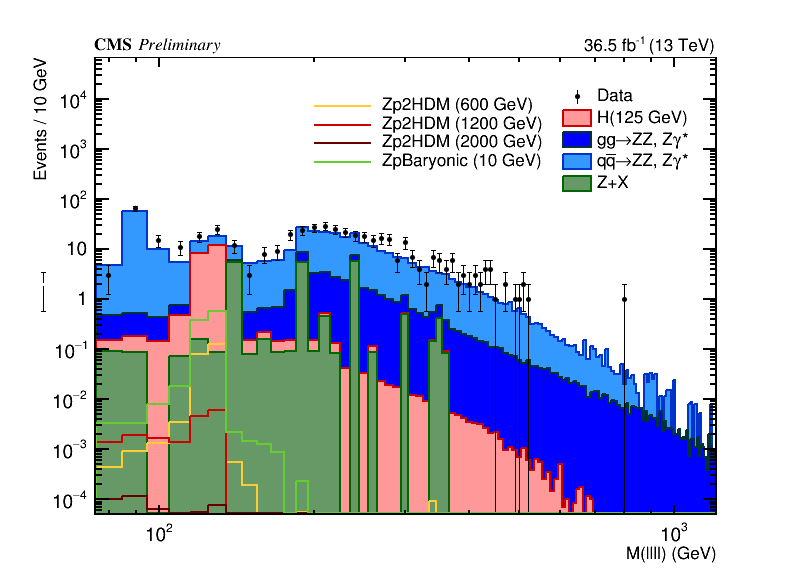 CMS Preliminary 36.5 fb⁻¹ (13 TeV)
Events / 10 GeV
10⁴
10³
10²
10
1
10⁻¹
10⁻²
10⁻³
10⁻⁴
Zp2HDM (600 GeV)
Zp2HDM (1200 GeV)
Zp2HDM (2000 GeV)
ZpBaryonic (10 GeV)
Data
H(125 GeV)
gg→ZZ, Zγ*
qq̅→ZZ, Zγ*
Z+X
10² 10³
M(llll) (GeV)